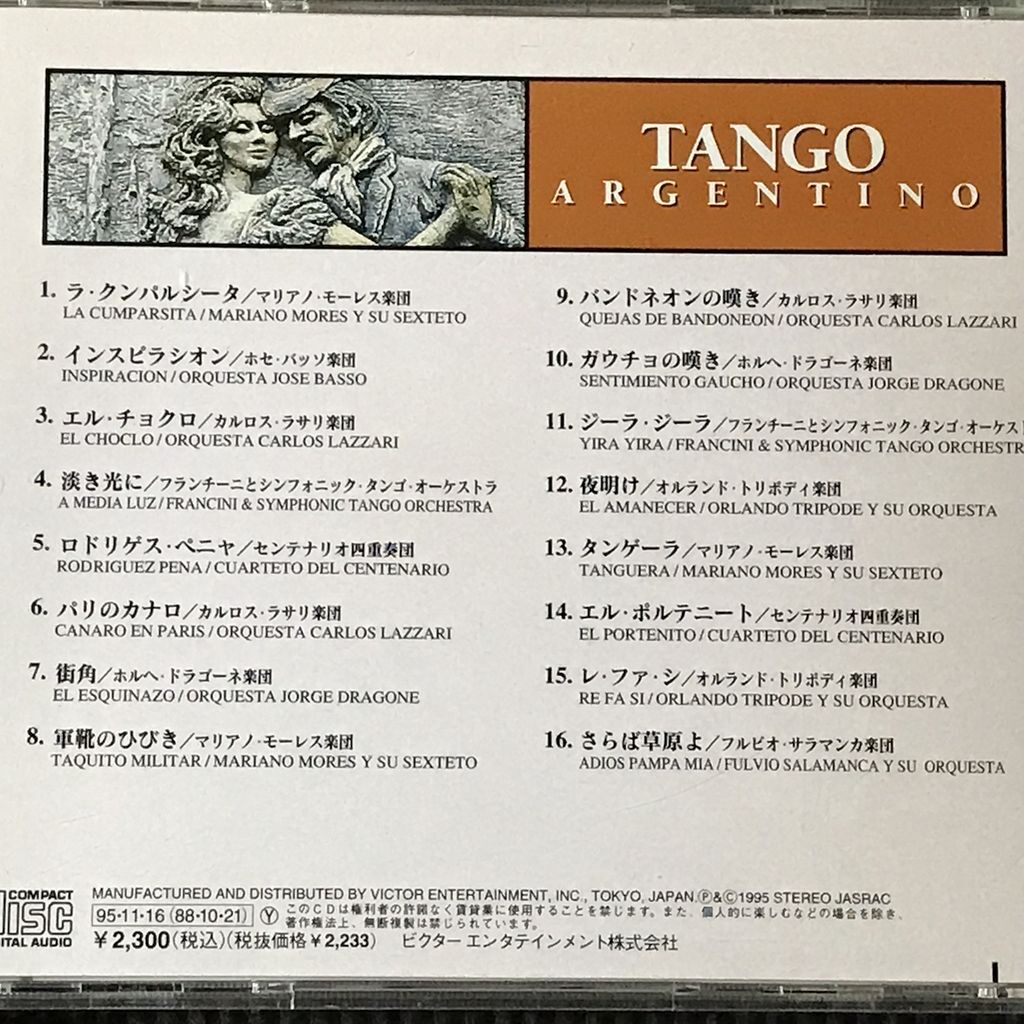 TANGO
ARGENTINO
1. ラ・クンパルシータ／マリアノ・モーレス楽団
LA CUMPARSITA / MARIANO MORES Y SU SEXTETO
2. インスピラシオン／ホセ・バッソ楽団
INSPIRACION / ORQUESTA JOSE BASSO
3. エル・チョクロ／カルロス・ラサリ楽団
EL CHOCLO / ORQUESTA CARLOS LAZZARI
4. 淡き光に／フランチーニとシンフォニック・タンゴ・オーケストラ
A MEDIA LUZ / FRANCINI & SYMPHONIC TANGO ORCHESTRA
5. ロドリゲス・ペニャ／センテナリオ四重奏団
RODRIGUEZ PENA / CUARTETO DEL CENTENARIO
6. パリのカナロ／カルロス・ラサリ楽団
CANARO EN PARIS / ORQUESTA CARLOS LAZZARI
7. 街角／ホルヘ・ドラゴーネ楽団
EL ESQUINAZO / ORQUESTA JORGE DRAGONE
8. 軍靴のひびき／マリアノ・モーレス楽団
TAQUITO MILITAR / MARIANO MORES Y SU SEXTETO
9. バンドネオンの嘆き／カルロス・ラサリ楽団
QUEJAS DE BANDONEON / ORQUESTA CARLOS LAZZARI
10. ガウチョの嘆き／ホルヘ・ドラゴーネ楽団
SENTIMIENTO GAUCHO / ORQUESTA JORGE DRAGONE
11. ジーラ・ジーラ／フランチーニとシンフォニック・タンゴ・オーケスト
YIRA YIRA / FRANCINI & SYMPHONIC TANGO ORCHESTR
12. 夜明け／オルランド・トリポディ楽団
EL AMANECER / ORLANDO TRIPODE Y SU ORQUESTA
13. タンゲーラ／マリアノ・モーレス楽団
TANGUERA / MARIANO MORES Y SU SEXTETO
14. エル・ポルテニート／センテナリオ四重奏団
EL PORTENITO / CUARTETO DEL CENTENARIO
15. レ・ファ・シ／オルランド・トリポディ楽団
RE FA SI / ORLANDO TRIPODE Y SU ORQUESTA
16. さらば草原よ／フルビオ・サラマンカ楽団
ADIOS PAMPA MIA / FULVIO SALAMANCA Y SU ORQUESTA
COMPACT
DISC
ITAL AUDIO
MANUFACTURED AND DISTRIBUTED BY VICTOR ENTERTAINMENT, INC., TOKYO, JAPAN.Ⓟ&Ⓒ1995 STEREO JASRAC
95・11・16 (88・10・21) Ⓨ このCDは権利者の許諾なく賃貸業に使用することを禁じます。また、個人的に楽しむなどの場合を除き、
著作権法上、無断複製は禁じられています。
￥2,300(税込)(税抜価格￥2,233) ビクターエンタテインメント株式会社